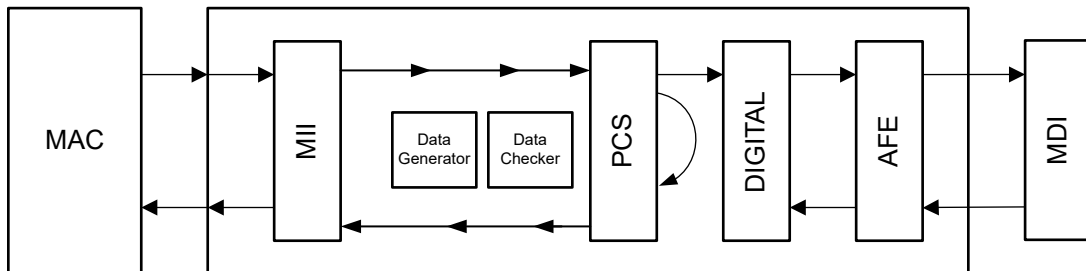 MAC
MII
Data
Generator
Data
Checker
PCS
DIGITAL
AFE
MDI